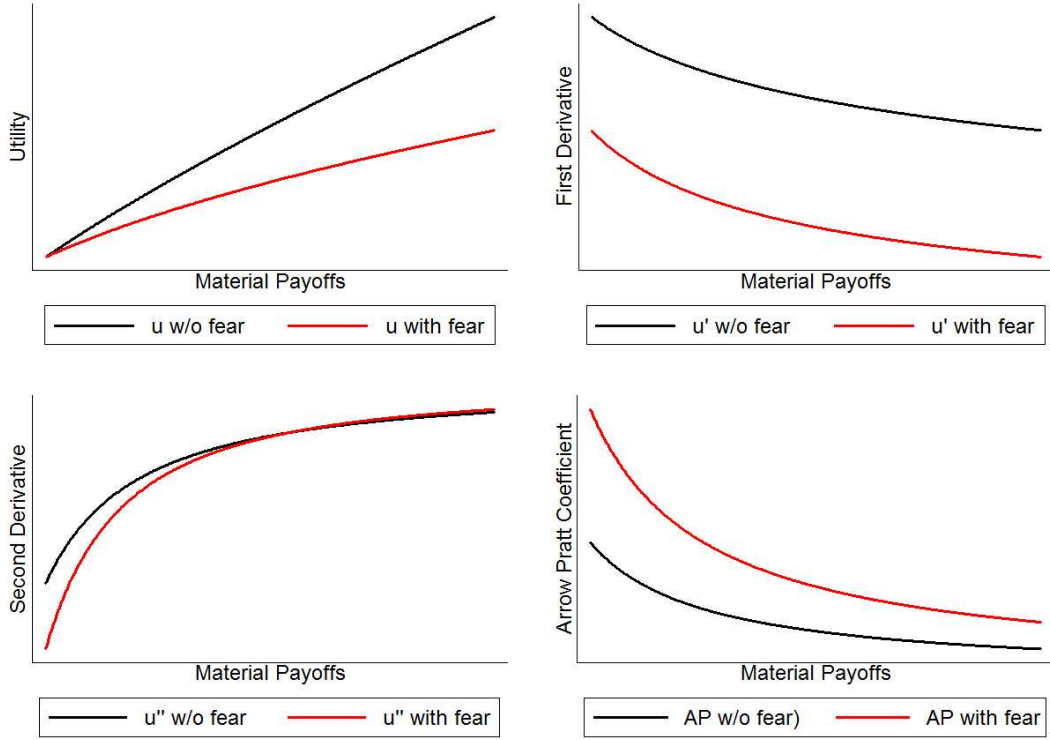 Utility
Material Payoffs
u w/o fear u with fear
First Derivative
Material Payoffs
u' w/o fear u' with fear
Second Derivative
Material Payoffs
u'' w/o fear u'' with fear
Arrow Pratt Coefficient
Material Payoffs
AP w/o fear) AP with fear